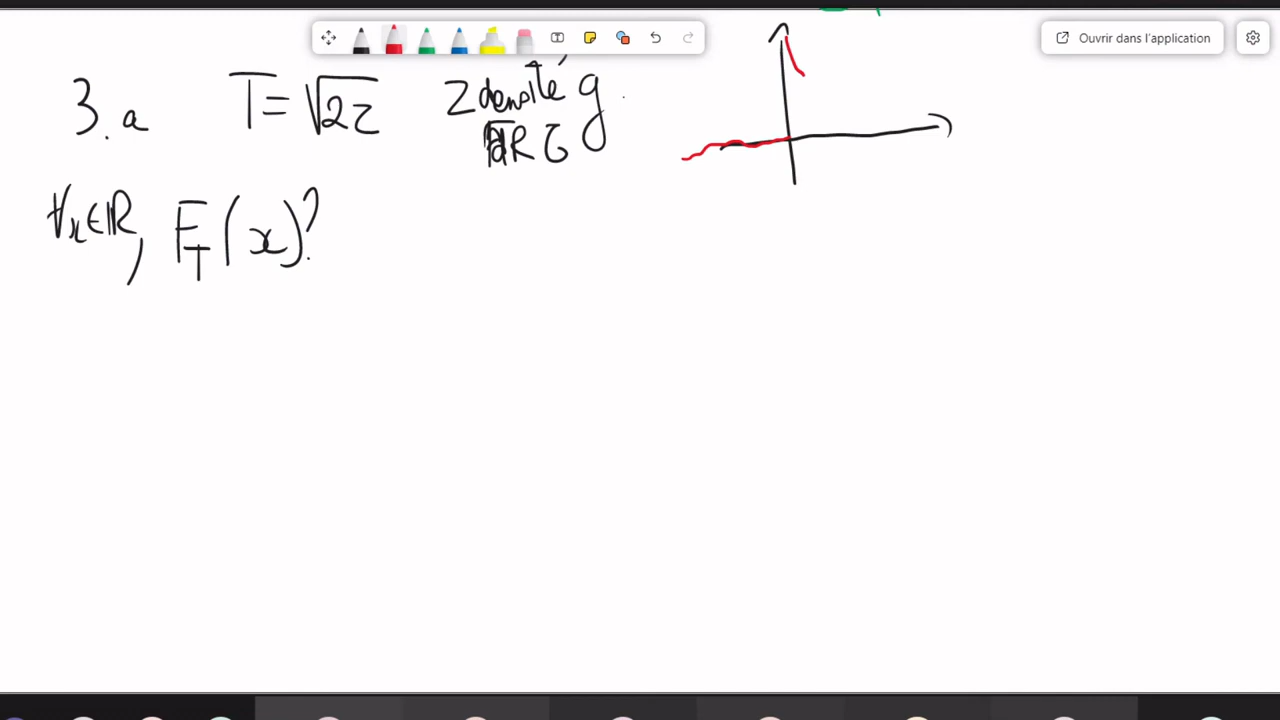 Ouvrir dans l'application
3.a T = √2Z Z densité g
FdR G
∀x∈ℝ, F_T(x)?